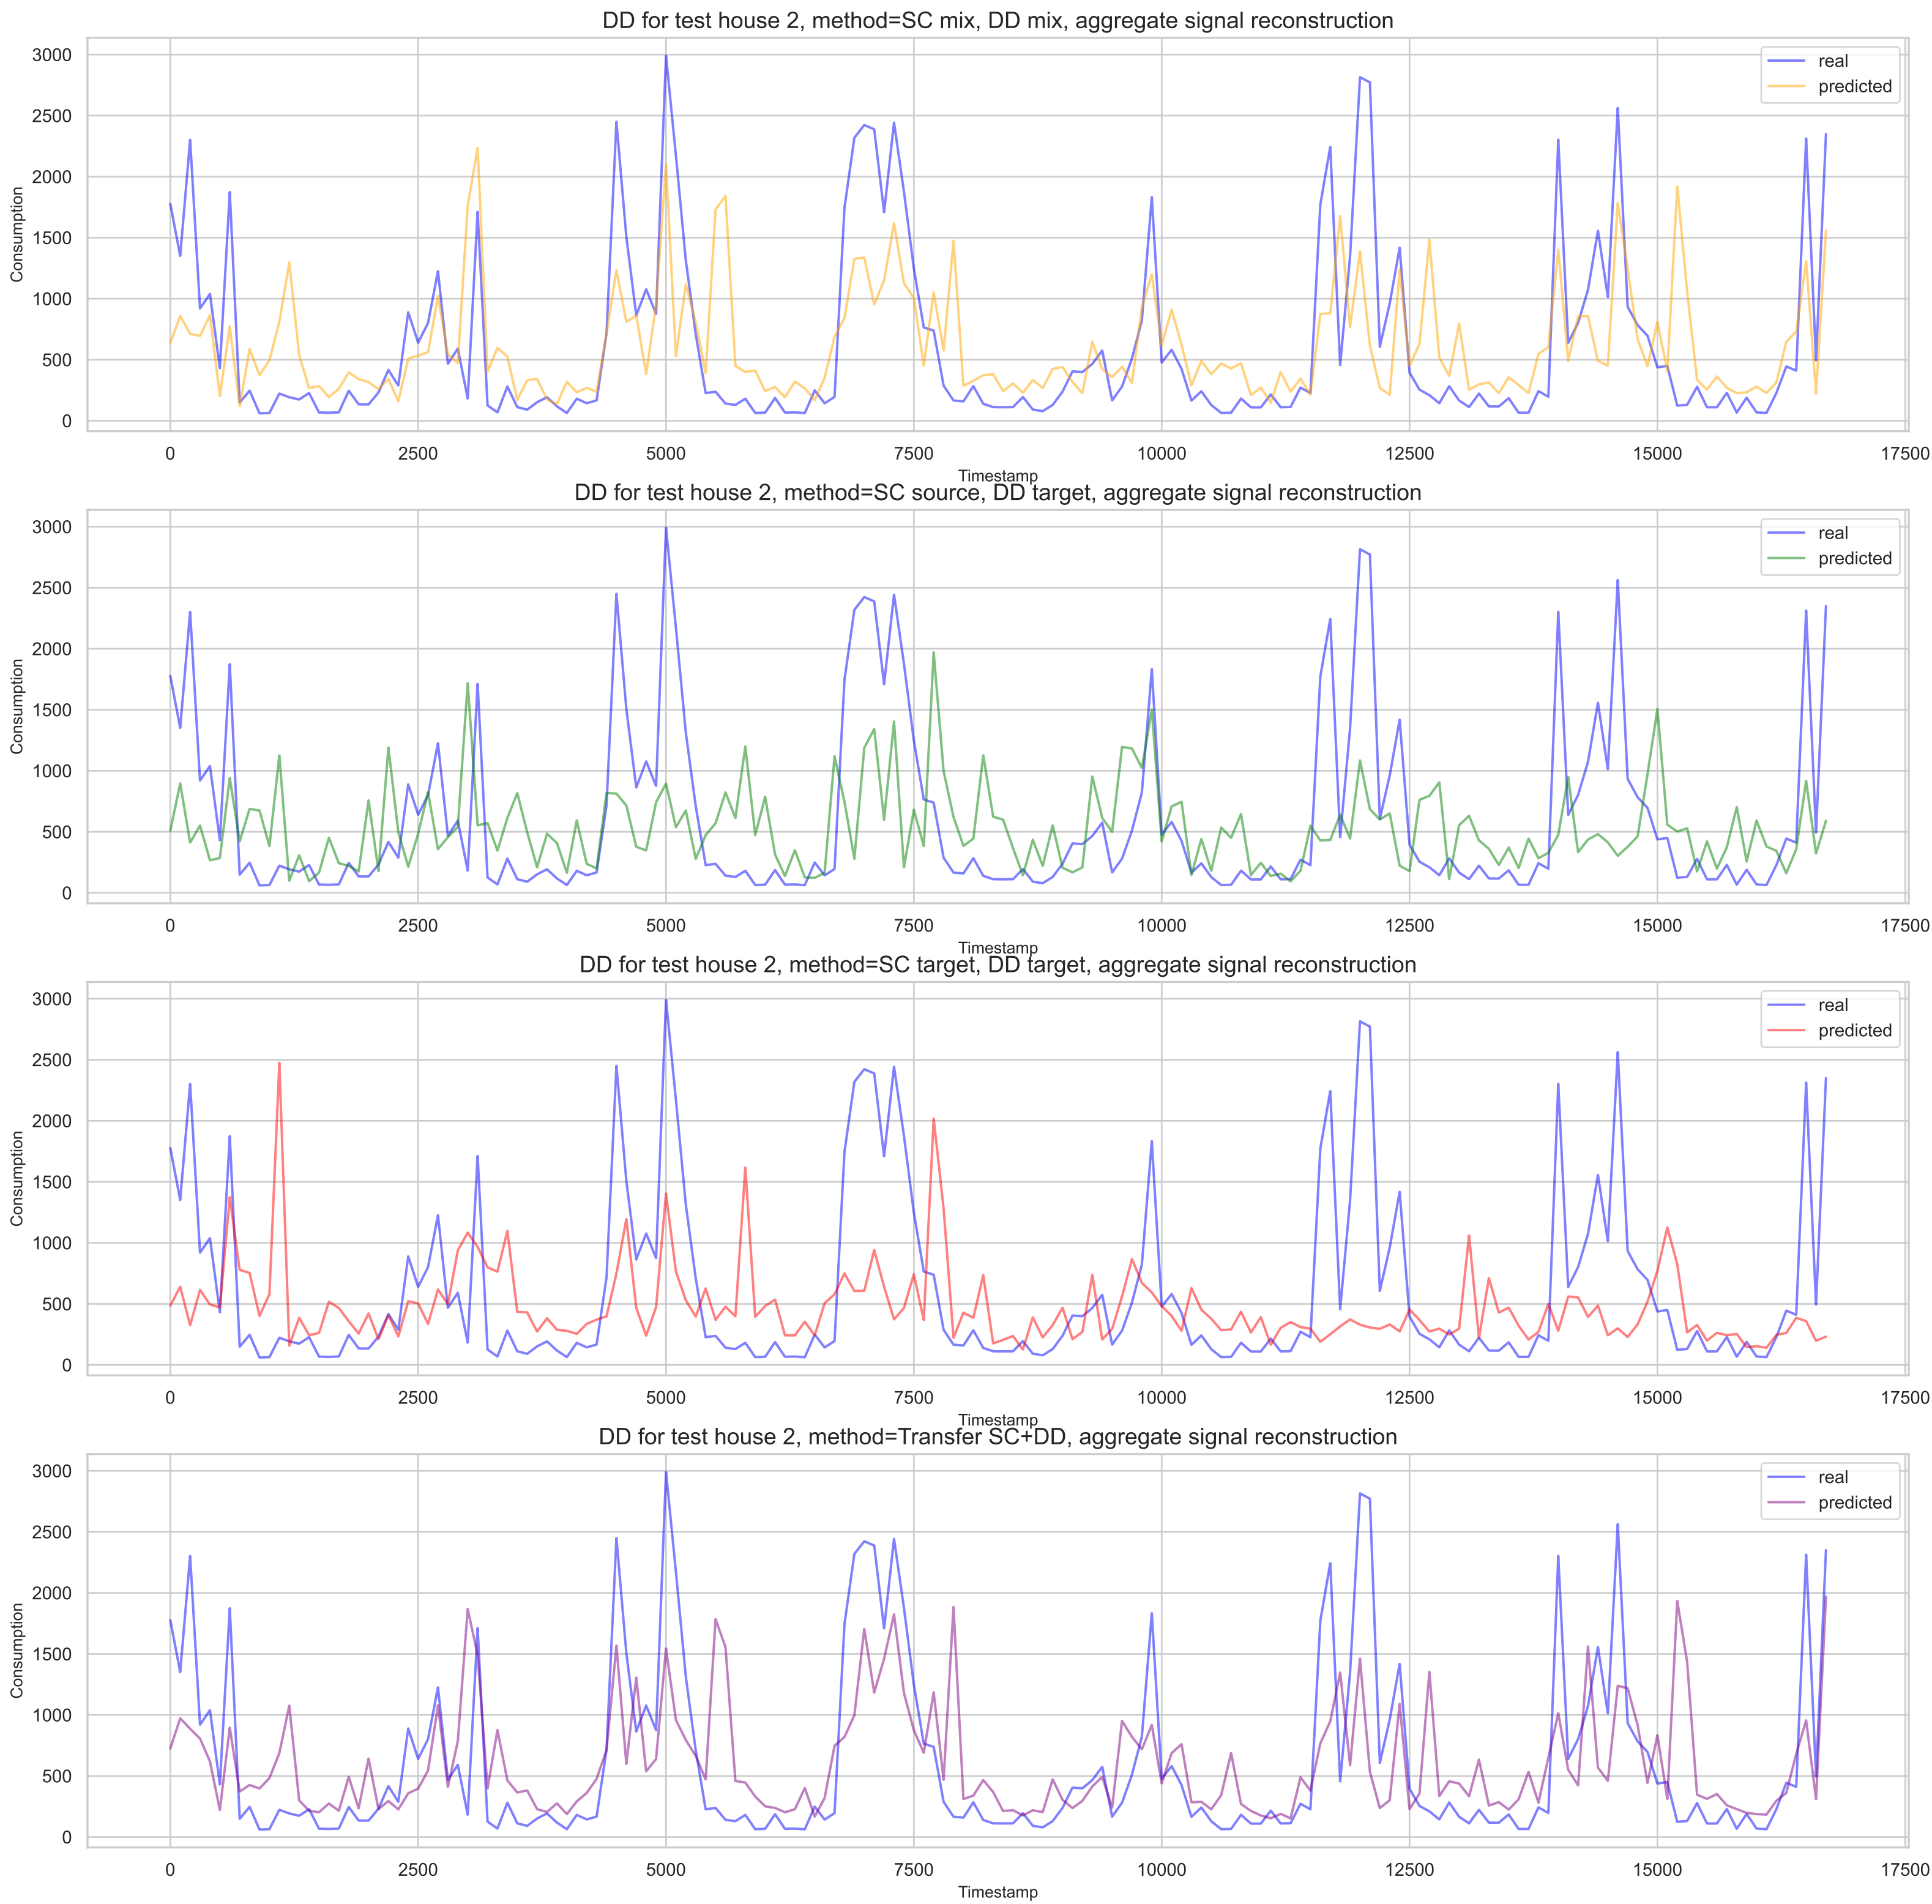 DD for test house 2, method=SC mix, DD mix, aggregate signal reconstruction
3000
2500
2000
1500
1000
500
0
Consumption
real
predicted
0 2500 5000 7500 10000 12500 15000 17500
Timestamp
DD for test house 2, method=SC source, DD target, aggregate signal reconstruction
3000
2500
2000
1500
1000
500
0
Consumption
real
predicted
0 2500 5000 7500 10000 12500 15000 17500
Timestamp
DD for test house 2, method=SC target, DD target, aggregate signal reconstruction
3000
2500
2000
1500
1000
500
0
Consumption
real
predicted
0 2500 5000 7500 10000 12500 15000 17500
Timestamp
DD for test house 2, method=Transfer SC+DD, aggregate signal reconstruction
3000
2500
2000
1500
1000
500
0
Consumption
real
predicted
0 2500 5000 7500 10000 12500 15000 17500
Timestamp